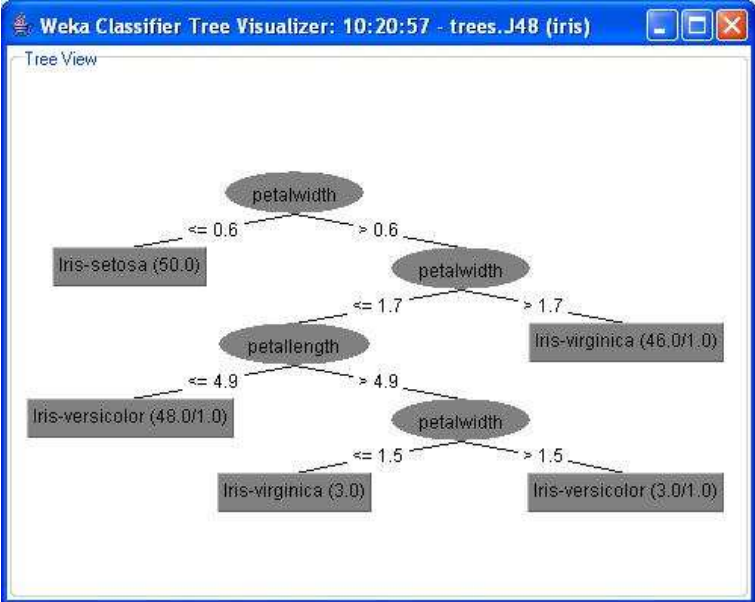 Weka Classifier Tree Visualizer: 10:20:57 - trees.J48 (iris)
Tree View
petalwidth
<= 0.6 > 0.6
Iris-setosa (50.0) petalwidth
<= 1.7 > 1.7
petallength Iris-virginica (46.0/1.0)
<= 4.9 > 4.9
Iris-versicolor (48.0/1.0) petalwidth
<= 1.5 > 1.5
Iris-virginica (3.0) Iris-versicolor (3.0/1.0)